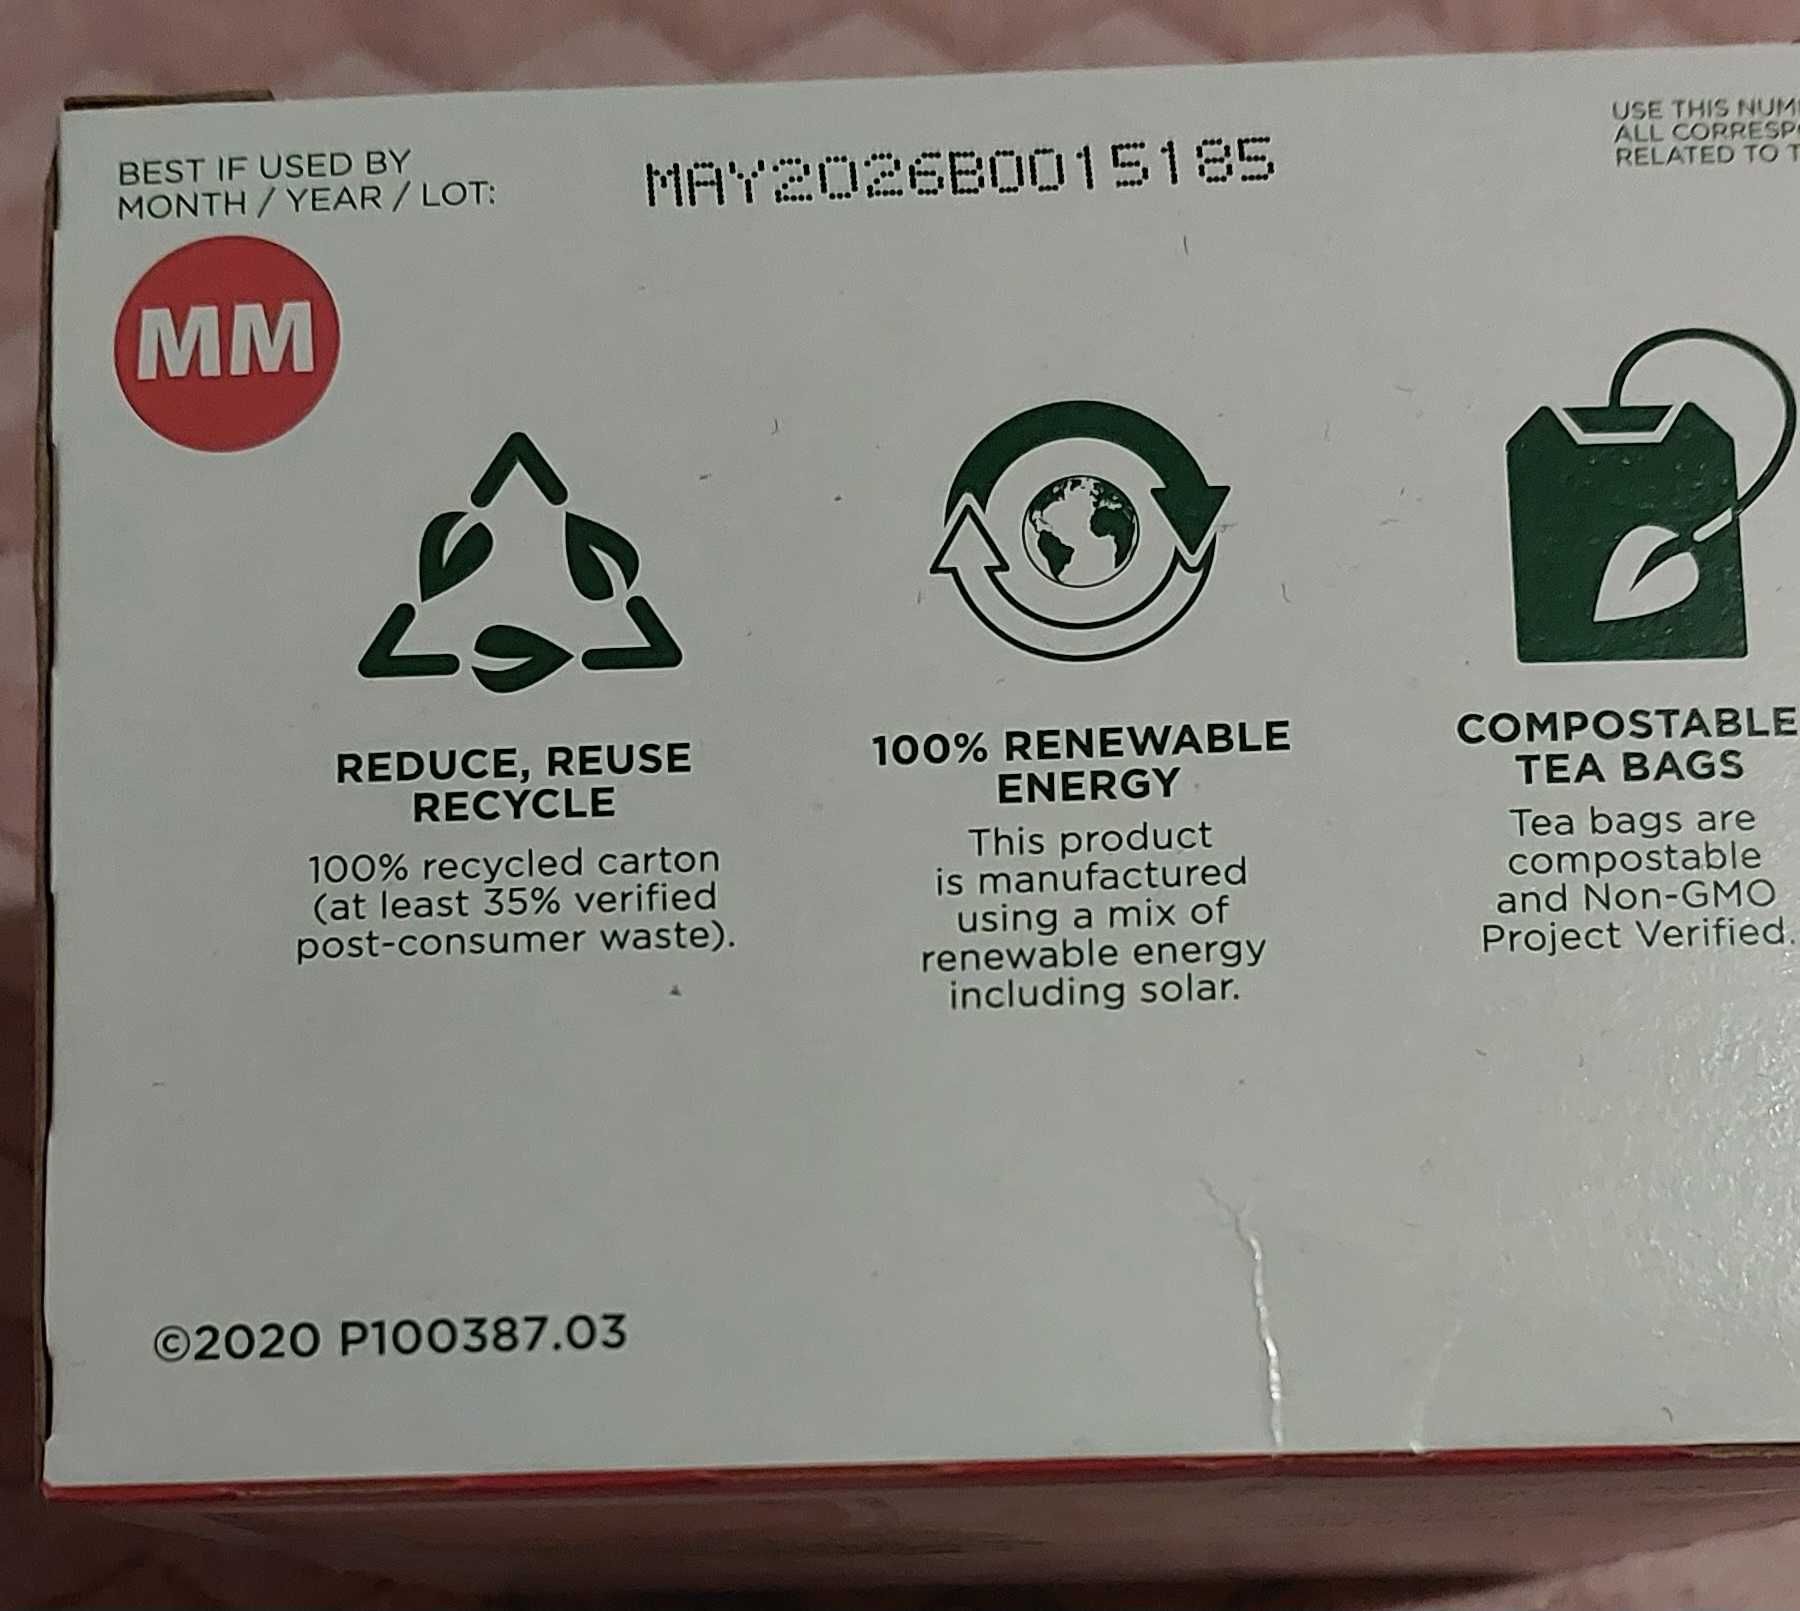 BEST IF USED BY
MONTH / YEAR / LOT:
MAY2026B0015185
USE THIS
ALL
RELATED TO
MM
REDUCE, REUSE
RECYCLE
100% recycled carton
(at least 35% verified
post-consumer waste).
100% RENEWABLE
ENERGY
This product
is manufactured
using a mix of
renewable energy
including solar.
COMPOSTABLE
TEA BAGS
Tea bags are
compostable
and Non-GMO
Project Verified.
©2020 P100387.03